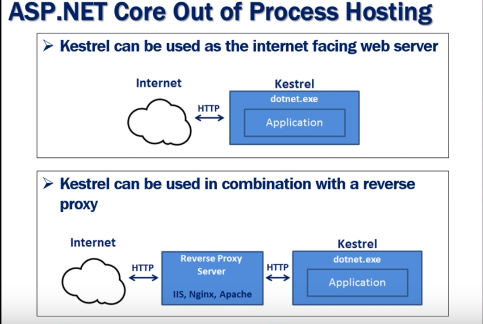 ASP.NET Core Out of Process Hosting
➢ Kestrel can be used as the internet facing web server
Internet
Kestrel
HTTP
dotnet.exe
Application
➢ Kestrel can be used in combination with a reverse
proxy
Internet
Kestrel
HTTP
Reverse Proxy
Server
IIS, Nginx, Apache
HTTP
dotnet.exe
Application